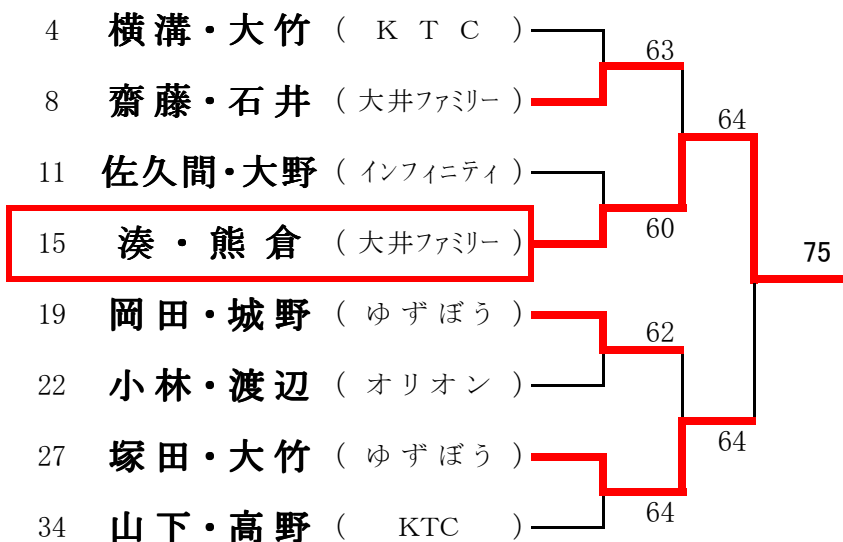 4 横溝・大竹 ( KTC )
63
8 齋藤・石井 ( 大井ファミリー )
64
11 佐久間・大野 ( インフィニティ )
60
15 湊・熊倉 ( 大井ファミリー )
75
19 岡田・城野 ( ゆずぼう )
62
22 小林・渡辺 ( オリオン )
64
27 塚田・大竹 ( ゆずぼう )
64
34 山下・高野 ( KTC )